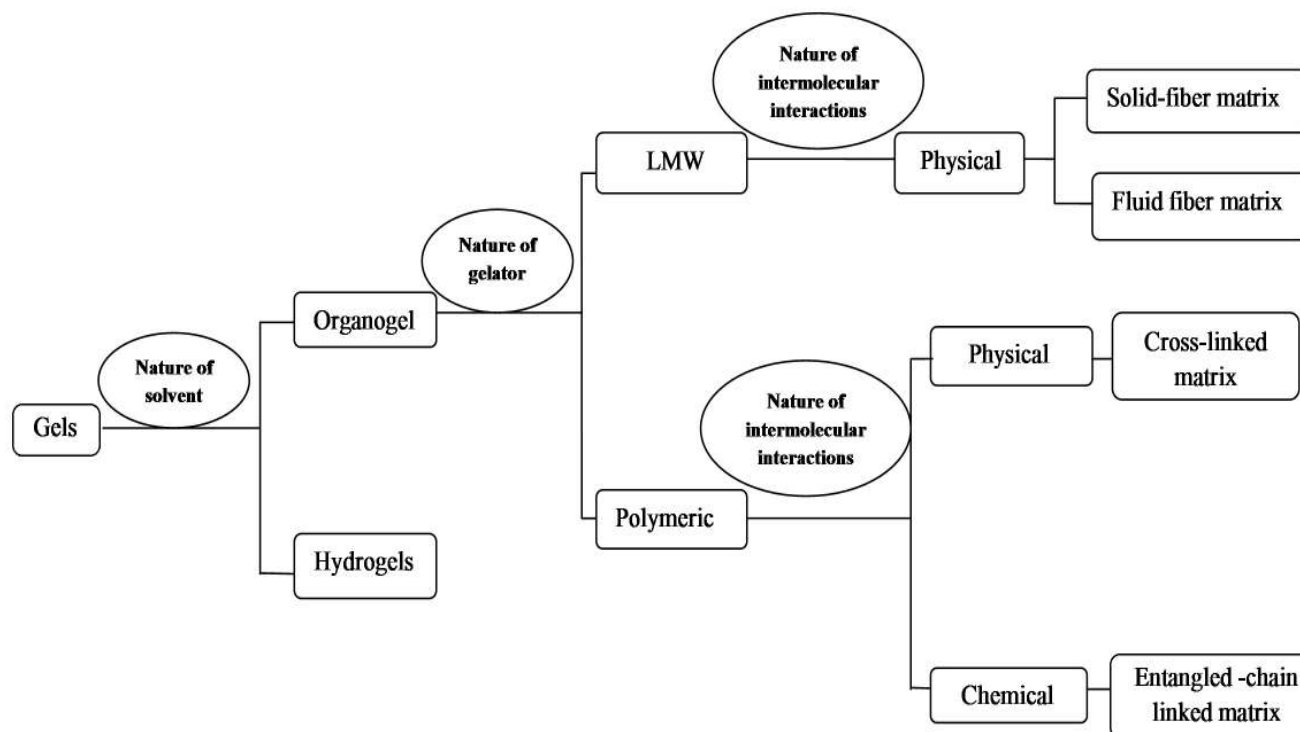 Nature of
intermolecular
interactions
Solid-fiber matrix
LMW
Physical
Fluid fiber matrix
Nature of
gelator
Organogel
Nature of
solvent
Gels
Physical
Cross-linked
matrix
Nature of
intermolecular
interactions
Polymeric
Hydrogels
Chemical
Entangled -chain
linked matrix